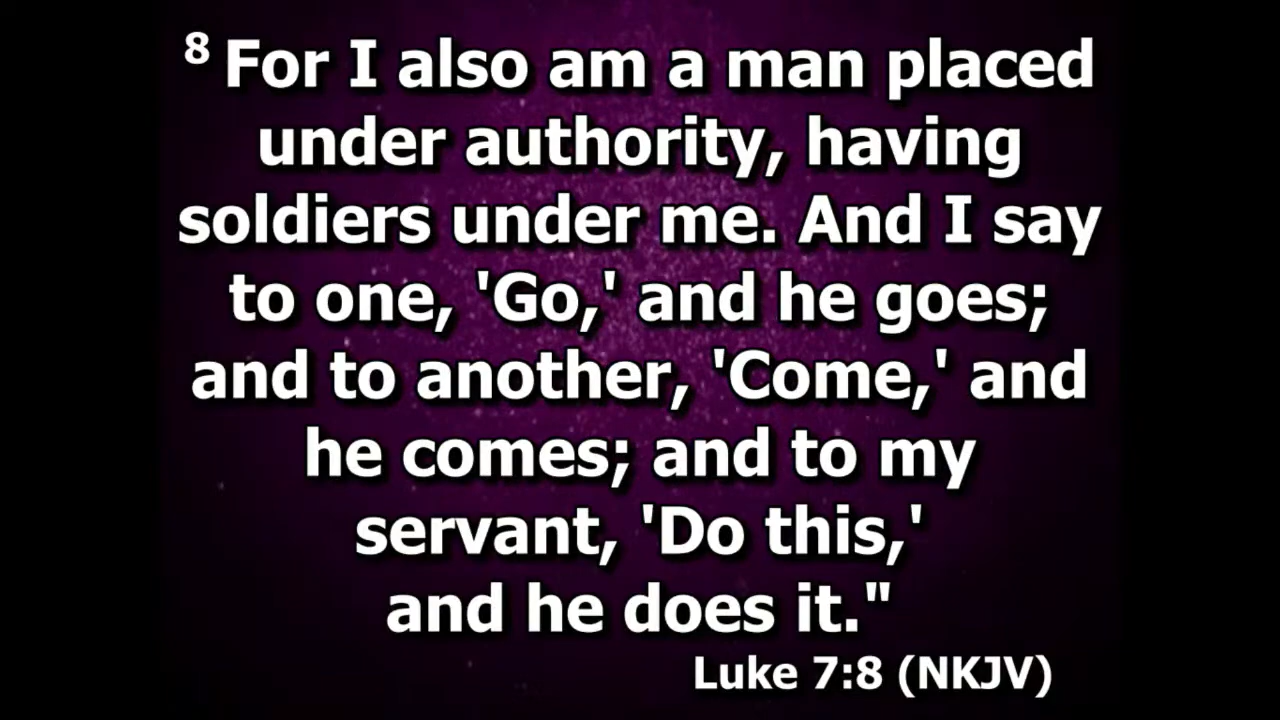 8 For I also am a man placed
under authority, having
soldiers under me. And I say
to one, 'Go,' and he goes;
and to another, 'Come,' and
he comes; and to my
servant, 'Do this,'
and he does it."
Luke 7:8 (NKJV)